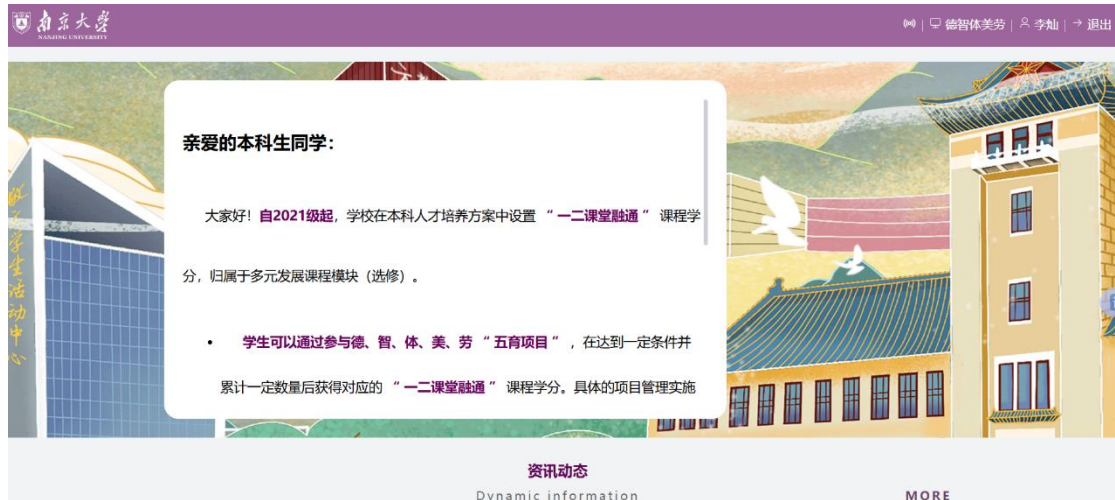 南京大学
NANJING UNIVERSITY
德智体美劳 | 李灿 | 退出
亲爱的本科生同学：
大家好！自2021级起，学校在本科人才培养方案中设置 “一二课堂融通” 课程学
分，归属于多元发展课程模块（选修）。
• 学生可以通过参与德、智、体、美、劳 “五育项目” ，在达到一定条件并
累计一定数量后获得对应的 “一二课堂融通” 课程学分。具体的项目管理实施
学生活动中心
资讯动态
Dynamic information
MORE